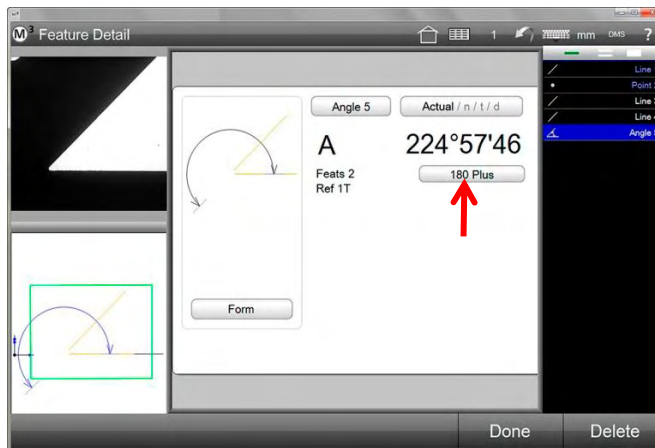 M³ Feature Detail
1 mm DMS ?
Line
Point
Line
Line
Angle
Angle 5
Actual / n / t / d
A
224°57'46
Feats 2
Ref 1T
180 Plus
Form
Done
Delete